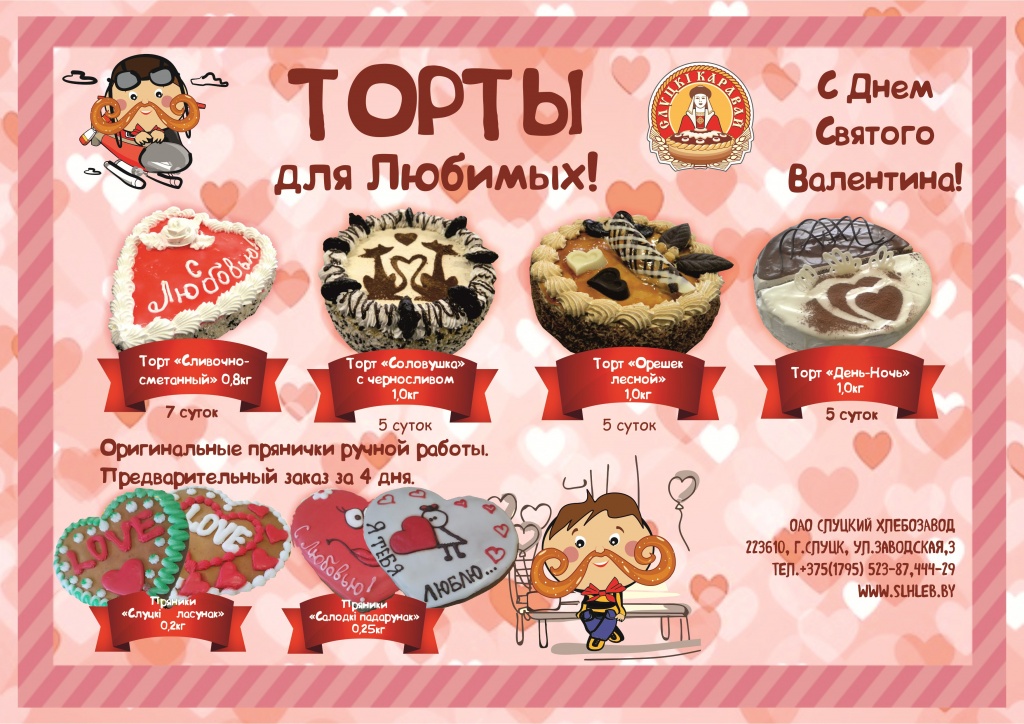 ТОРТЫ
для Любимых!
СЛУЦКІ КАРАВАЙ
С Днем
Святого
Валентина!
С
Любовью!
Торт «Сливочно-
сметанный» 0,8кг
7 суток
Торт «Соловушка»
с черносливом
1,0кг
5 суток
Торт «Орешек
лесной»
1,0кг
5 суток
Торт «День-Ночь»
1,0кг
5 суток
Оригинальные прянички ручной работы.
Предварительный заказ за 4 дня.
LOVE
LOVE
С Любовью!
Я ТЕБЯ
ЛЮБЛЮ...
Пряники
«Слуцкі ласунак»
0,2кг
Пряники
«Салодкі падарунак»
0,25кг
ОАО СЛУЦКИЙ ХЛЕБОЗАВОД
223610, Г.СЛУЦК, УЛ.ЗАВОДСКАЯ,3
ТЕЛ.+375(1795) 523-87,444-29
WWW.SLHLEB.BY